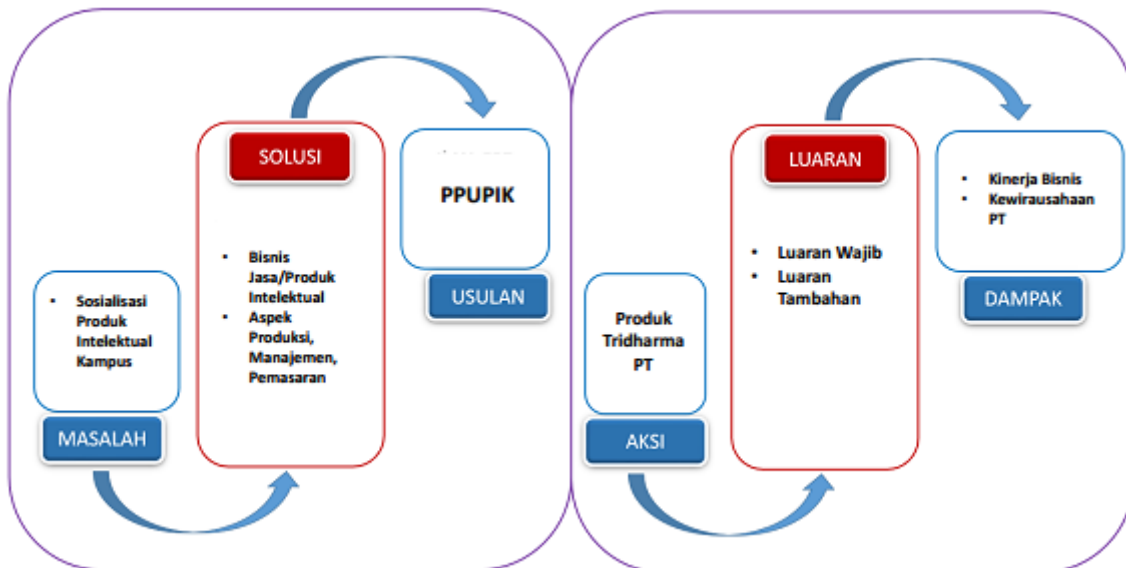 SOLUSI
• Bisnis
Jasa/Produk
Intelektual
• Aspek
Produksi,
Manajemen,
Pemasaran
PPUPIK
USULAN
• Sosialisasi
Produk
Intelektual
Kampus
MASALAH
LUARAN
• Luaran Wajib
• Luaran
Tambahan
• Kinerja Bisnis
• Kewirausahaan
PT
DAMPAK
Produk
Tridharma
PT
AKSI